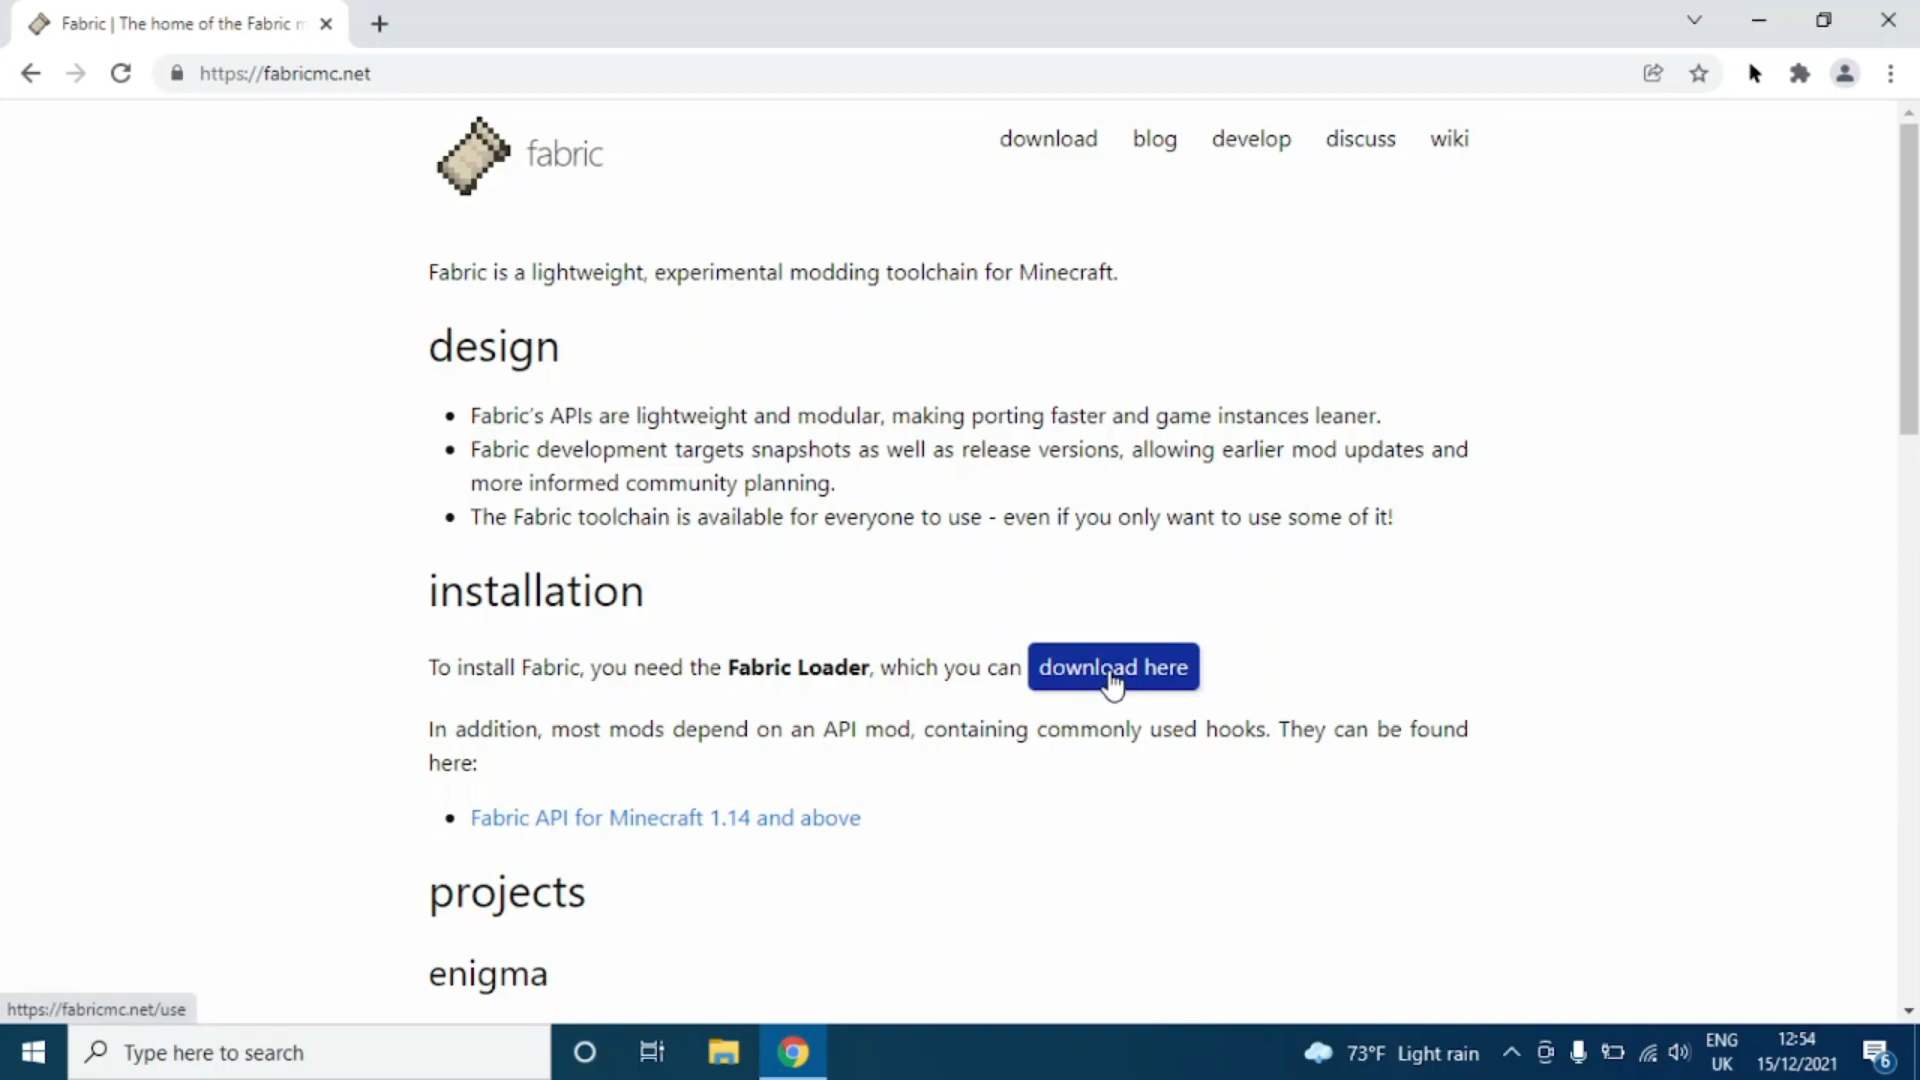 Fabric | The home of the Fabric m
https://fabricmc.net
fabric
download blog develop discuss wiki
Fabric is a lightweight, experimental modding toolchain for Minecraft.
design
Fabric's APIs are lightweight and modular, making porting faster and game instances leaner.
Fabric development targets snapshots as well as release versions, allowing earlier mod updates and
more informed community planning.
The Fabric toolchain is available for everyone to use - even if you only want to use some of it!
installation
To install Fabric, you need the Fabric Loader, which you can download here
In addition, most mods depend on an API mod, containing commonly used hooks. They can be found
here:
Fabric API for Minecraft 1.14 and above
projects
enigma
https://fabricmc.net/use
Type here to search
73°F Light rain
ENG
UK
12:54
15/12/2021
6